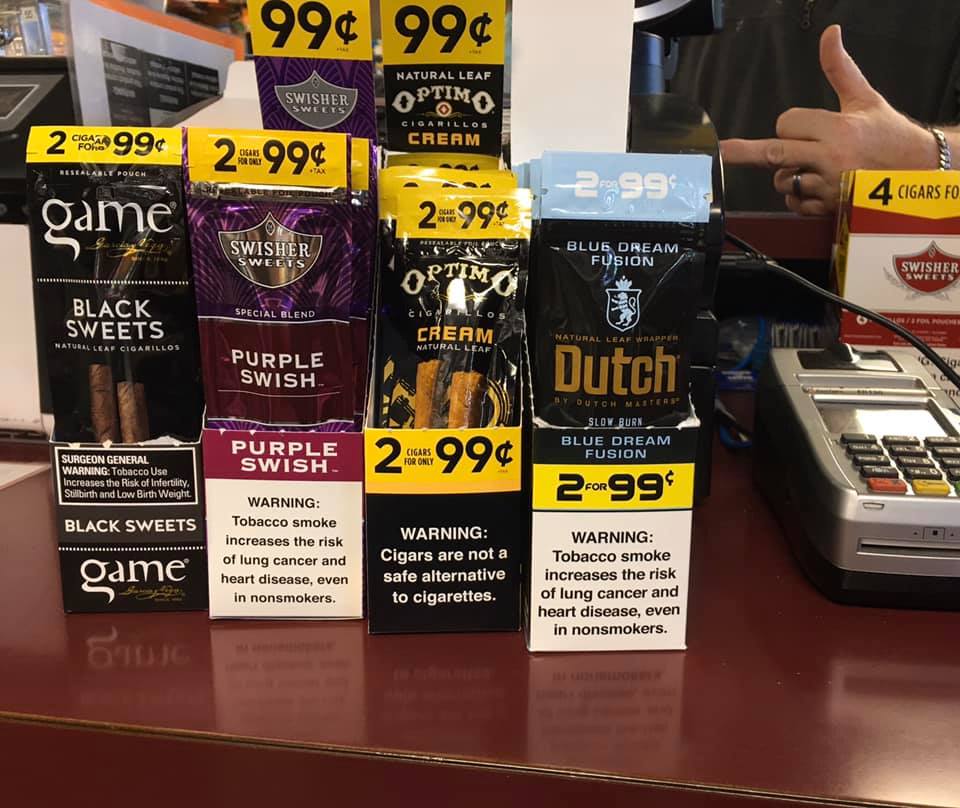 99¢
+TAX
SWISHER
SWEETS
99¢
+TAX
NATURAL LEAF
OPTIMO
CIGARILLOS
CREAM
2 99¢
RESEALABLE POUCH
game
BLACK
SWEETS
NATURAL LEAF CIGARILLOS
SURGEON GENERAL
WARNING: Tobacco Use
Increases the Risk of Infertility,
Stillbirth and Low Birth Weight.
BLACK SWEETS
game
2 CIGARS
FOR ONLY 99¢
+TAX
SWISHER
SWEETS
SPECIAL BLEND
PURPLE
SWISH
PURPLE
SWISH
WARNING:
Tobacco smoke
increases the risk
of lung cancer and
heart disease, even
in nonsmokers.
2 CIGARS
FOR ONLY 99¢
OPTIMO
CIGARILLOS
CREAM
NATURAL LEAF
2 CIGARS
FOR ONLY 99¢
WARNING:
Cigars are not a
safe alternative
to cigarettes.
2 FOR 99¢
BLUE DREAM
FUSION
NATURAL LEAF WRAPPER
Dutch
BY DUTCH MASTERS
SLOW BURN
BLUE DREAM
FUSION
2 FOR 99¢
WARNING:
Tobacco smoke
increases the risk
of lung cancer and
heart disease, even
in nonsmokers.
4 CIGARS FO
SWISHER
SWEETS